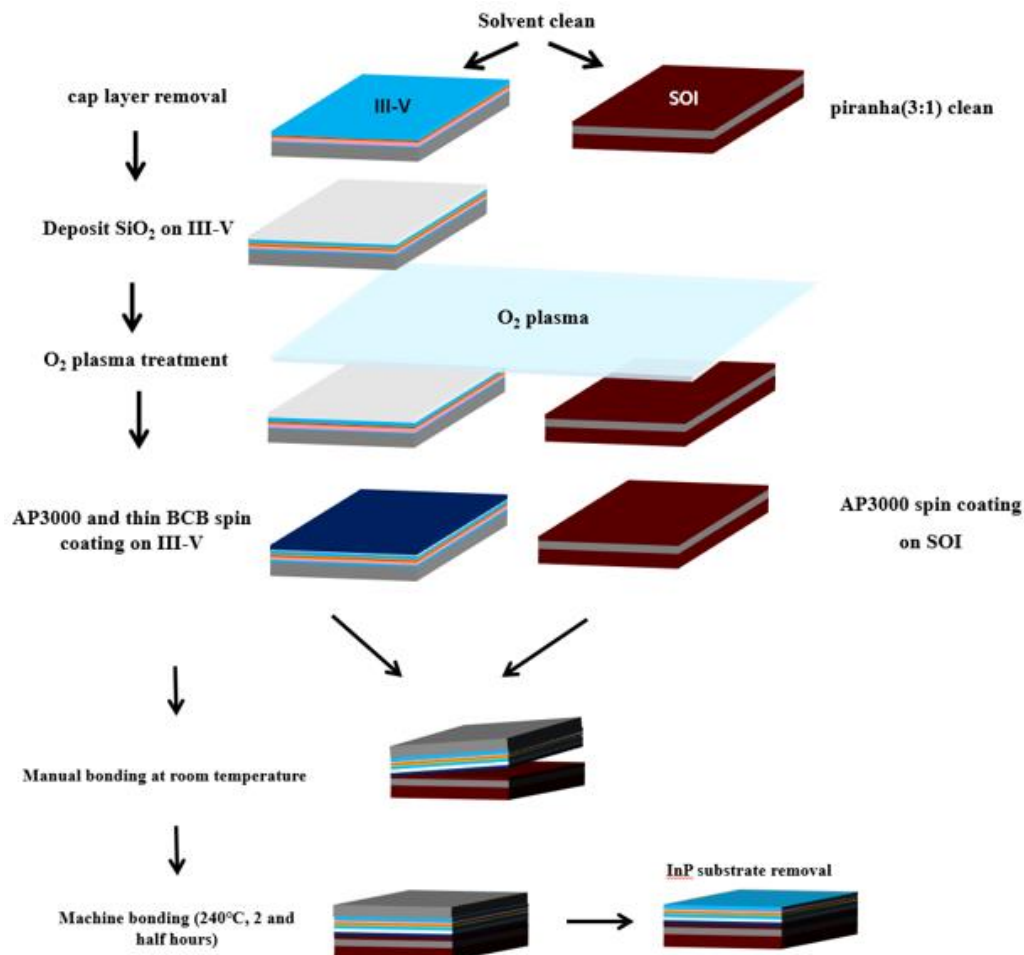 Solvent clean
cap layer removal
III-V
SOI
piranha(3:1) clean
Deposit SiO₂ on III-V
O₂ plasma
O₂ plasma treatment
AP3000 and thin BCB spin
coating on III-V
AP3000 spin coating
on SOI
Manual bonding at room temperature
InP substrate removal
Machine bonding (240°C, 2 and
half hours)